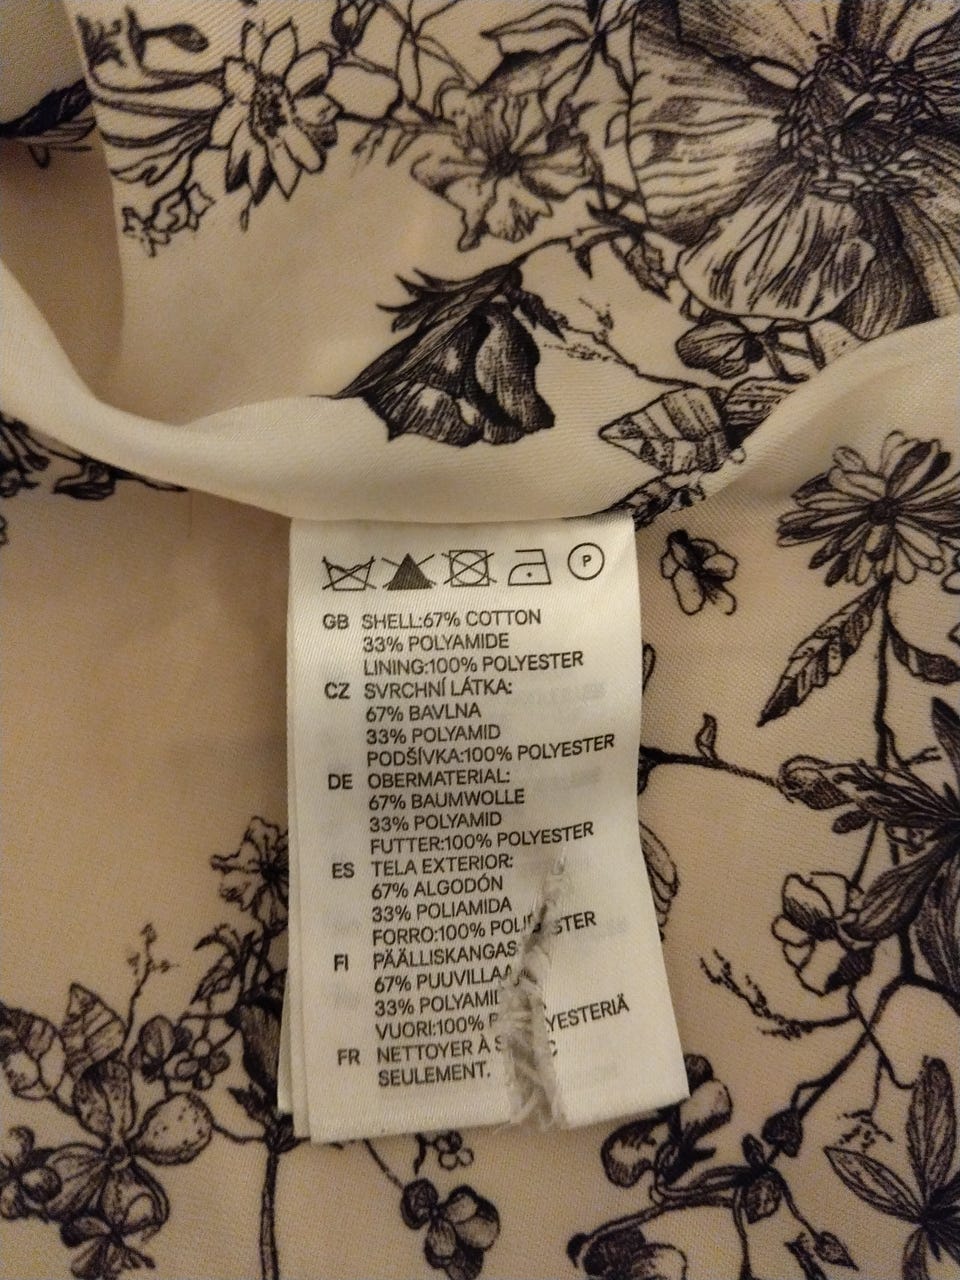 P
GB SHELL:67% COTTON
33% POLYAMIDE
LINING:100% POLYESTER
CZ SVRCHNÍ LÁTKA:
67% BAVLNA
33% POLYAMID
PODŠÍVKA:100% POLYESTER
DE OBERMATERIAL:
67% BAUMWOLLE
33% POLYAMID
FUTTER:100% POLYESTER
ES TELA EXTERIOR:
67% ALGODÓN
33% POLIAMIDA
FORRO:100%
FI PÄÄLLISKANGAS
67% PUUVILLAA
33%
VUORI:100%
FR NETTOYER À
SEULEMENT.